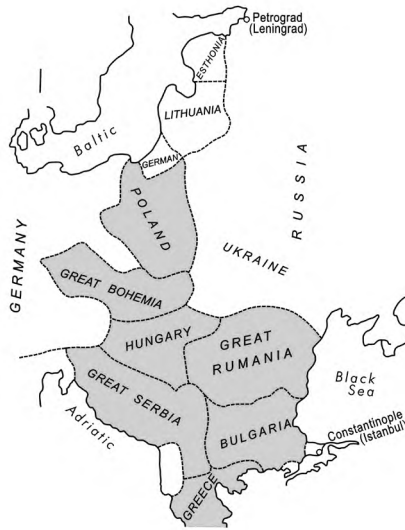 Petrograd
(Leningrad)
ESTHONIA
LITHUANIA
Baltic
GERMAN
POLAND
RUSSIA
UKRAINE
GERMANY
GREAT BOHEMIA
HUNGARY
GREAT
RUMANIA
GREAT SERBIA
Black
Sea
Adriatic
BULGARIA
Constantinople
(Istanbul)
GREECE